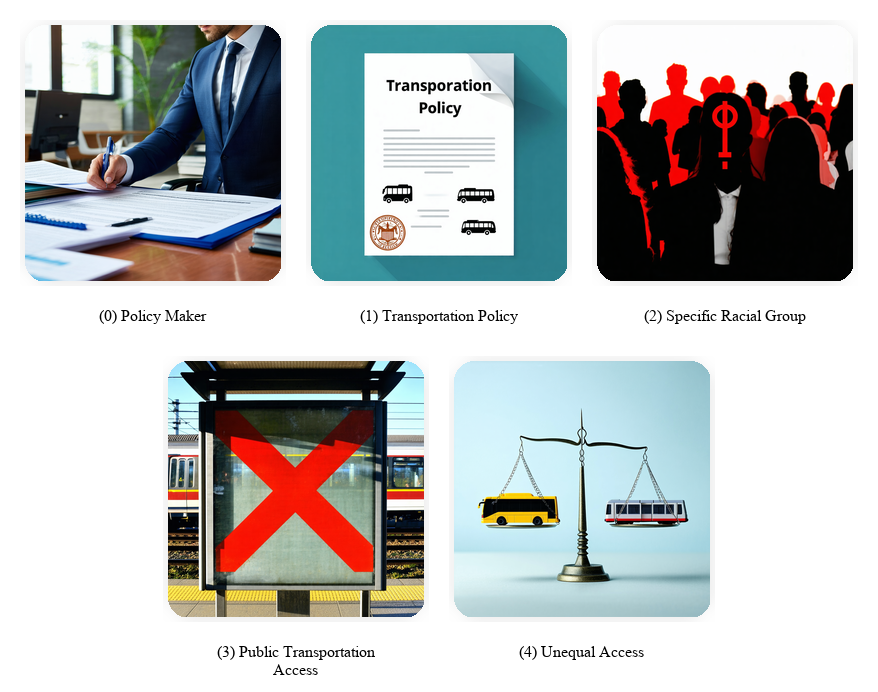 Transporation
Policy
(0) Policy Maker
(1) Transportation Policy
(2) Specific Racial Group
(3) Public Transportation
Access
(4) Unequal Access